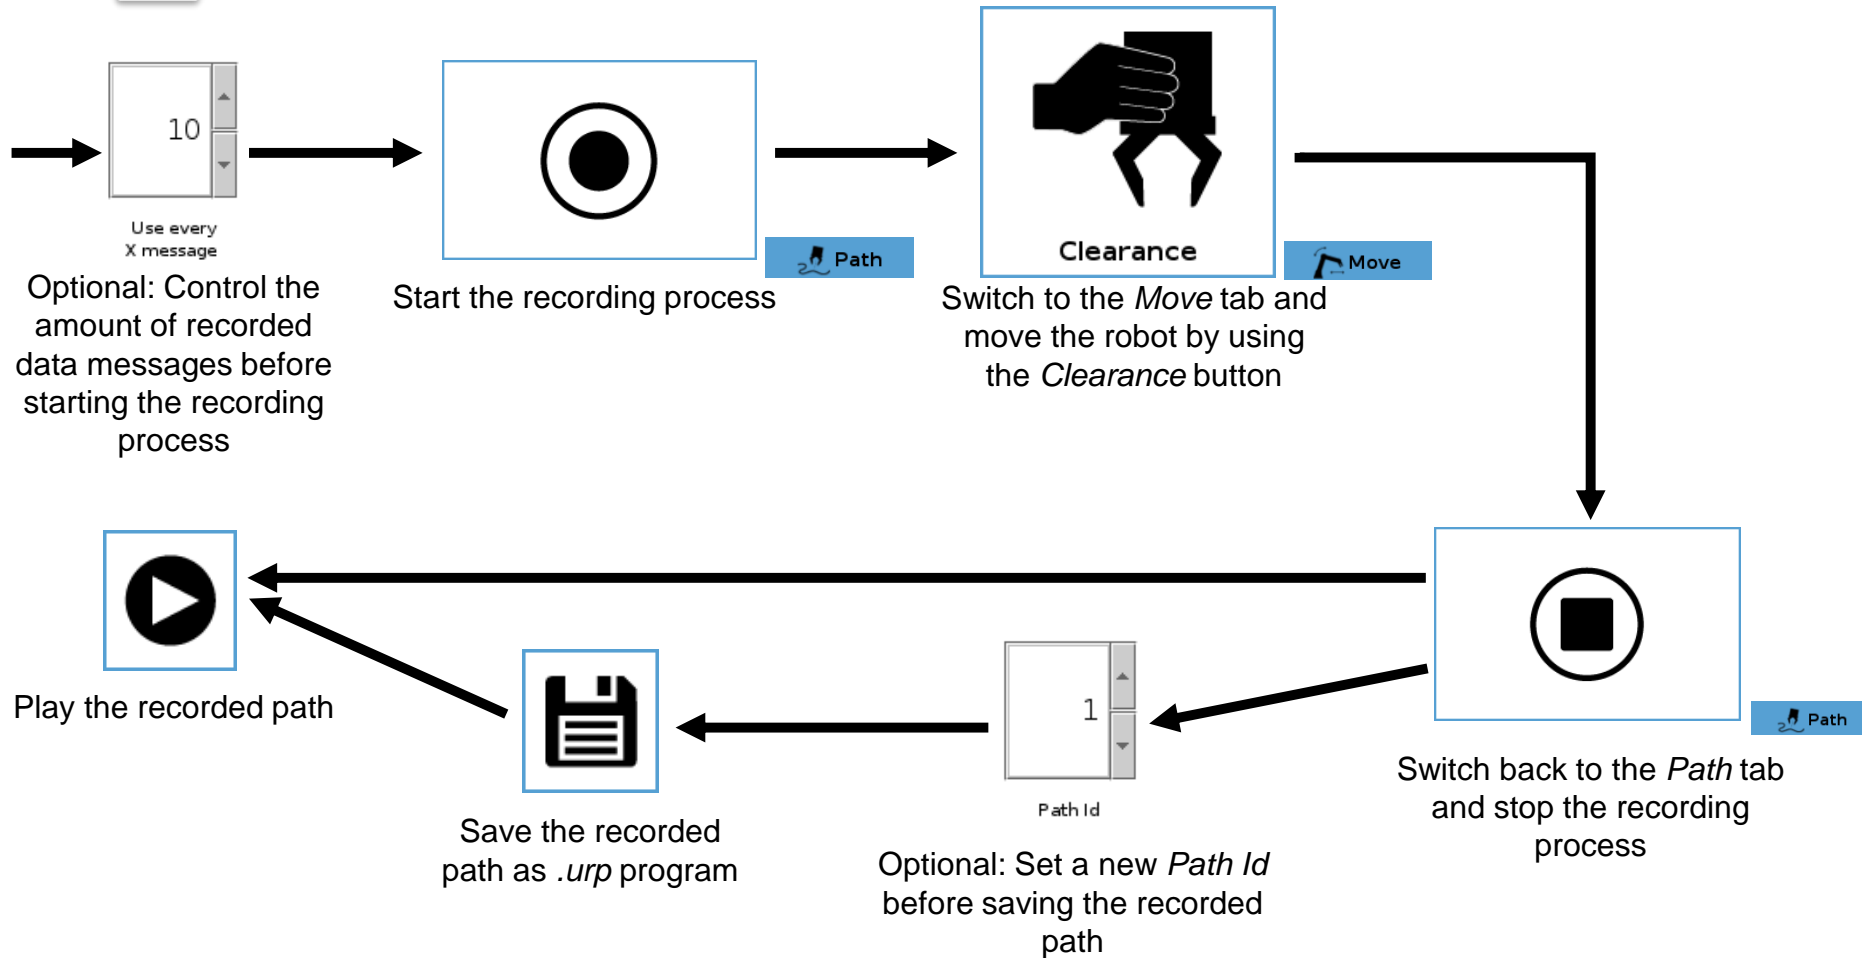 10
Use every
X message
Optional: Control the
amount of recorded
data messages before
starting the recording
process
Path
Start the recording process
Clearance
Move
Switch to the Move tab and
move the robot by using
the Clearance button
Play the recorded path
Save the recorded
path as .urp program
1
Path Id
Optional: Set a new Path Id
before saving the recorded
path
Path
Switch back to the Path tab
and stop the recording
process